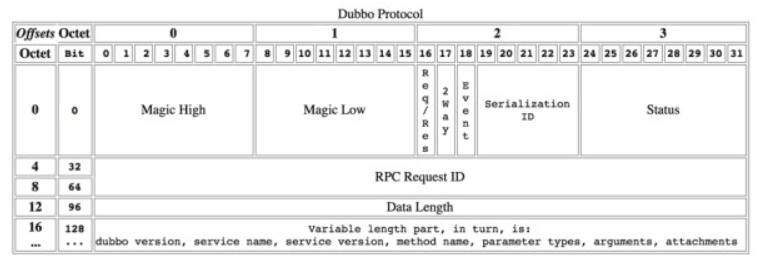 Dubbo Protocol
Offsets Octet 0 1 2 3
Octet Bit 0 1 2 3 4 5 6 7 8 9 10 11 12 13 14 15 16 17 18 19 20 21 22 23 24 25 26 27 28 29 30 31
0 0 Magic High Magic Low Req/Res 2Way Event Serialization ID Status
4 32 RPC Request ID
8 64
12 96 Data Length
16 128 Variable length part, in turn, is:
... ... dubbo version, service name, service version, method name, parameter types, arguments, attachments